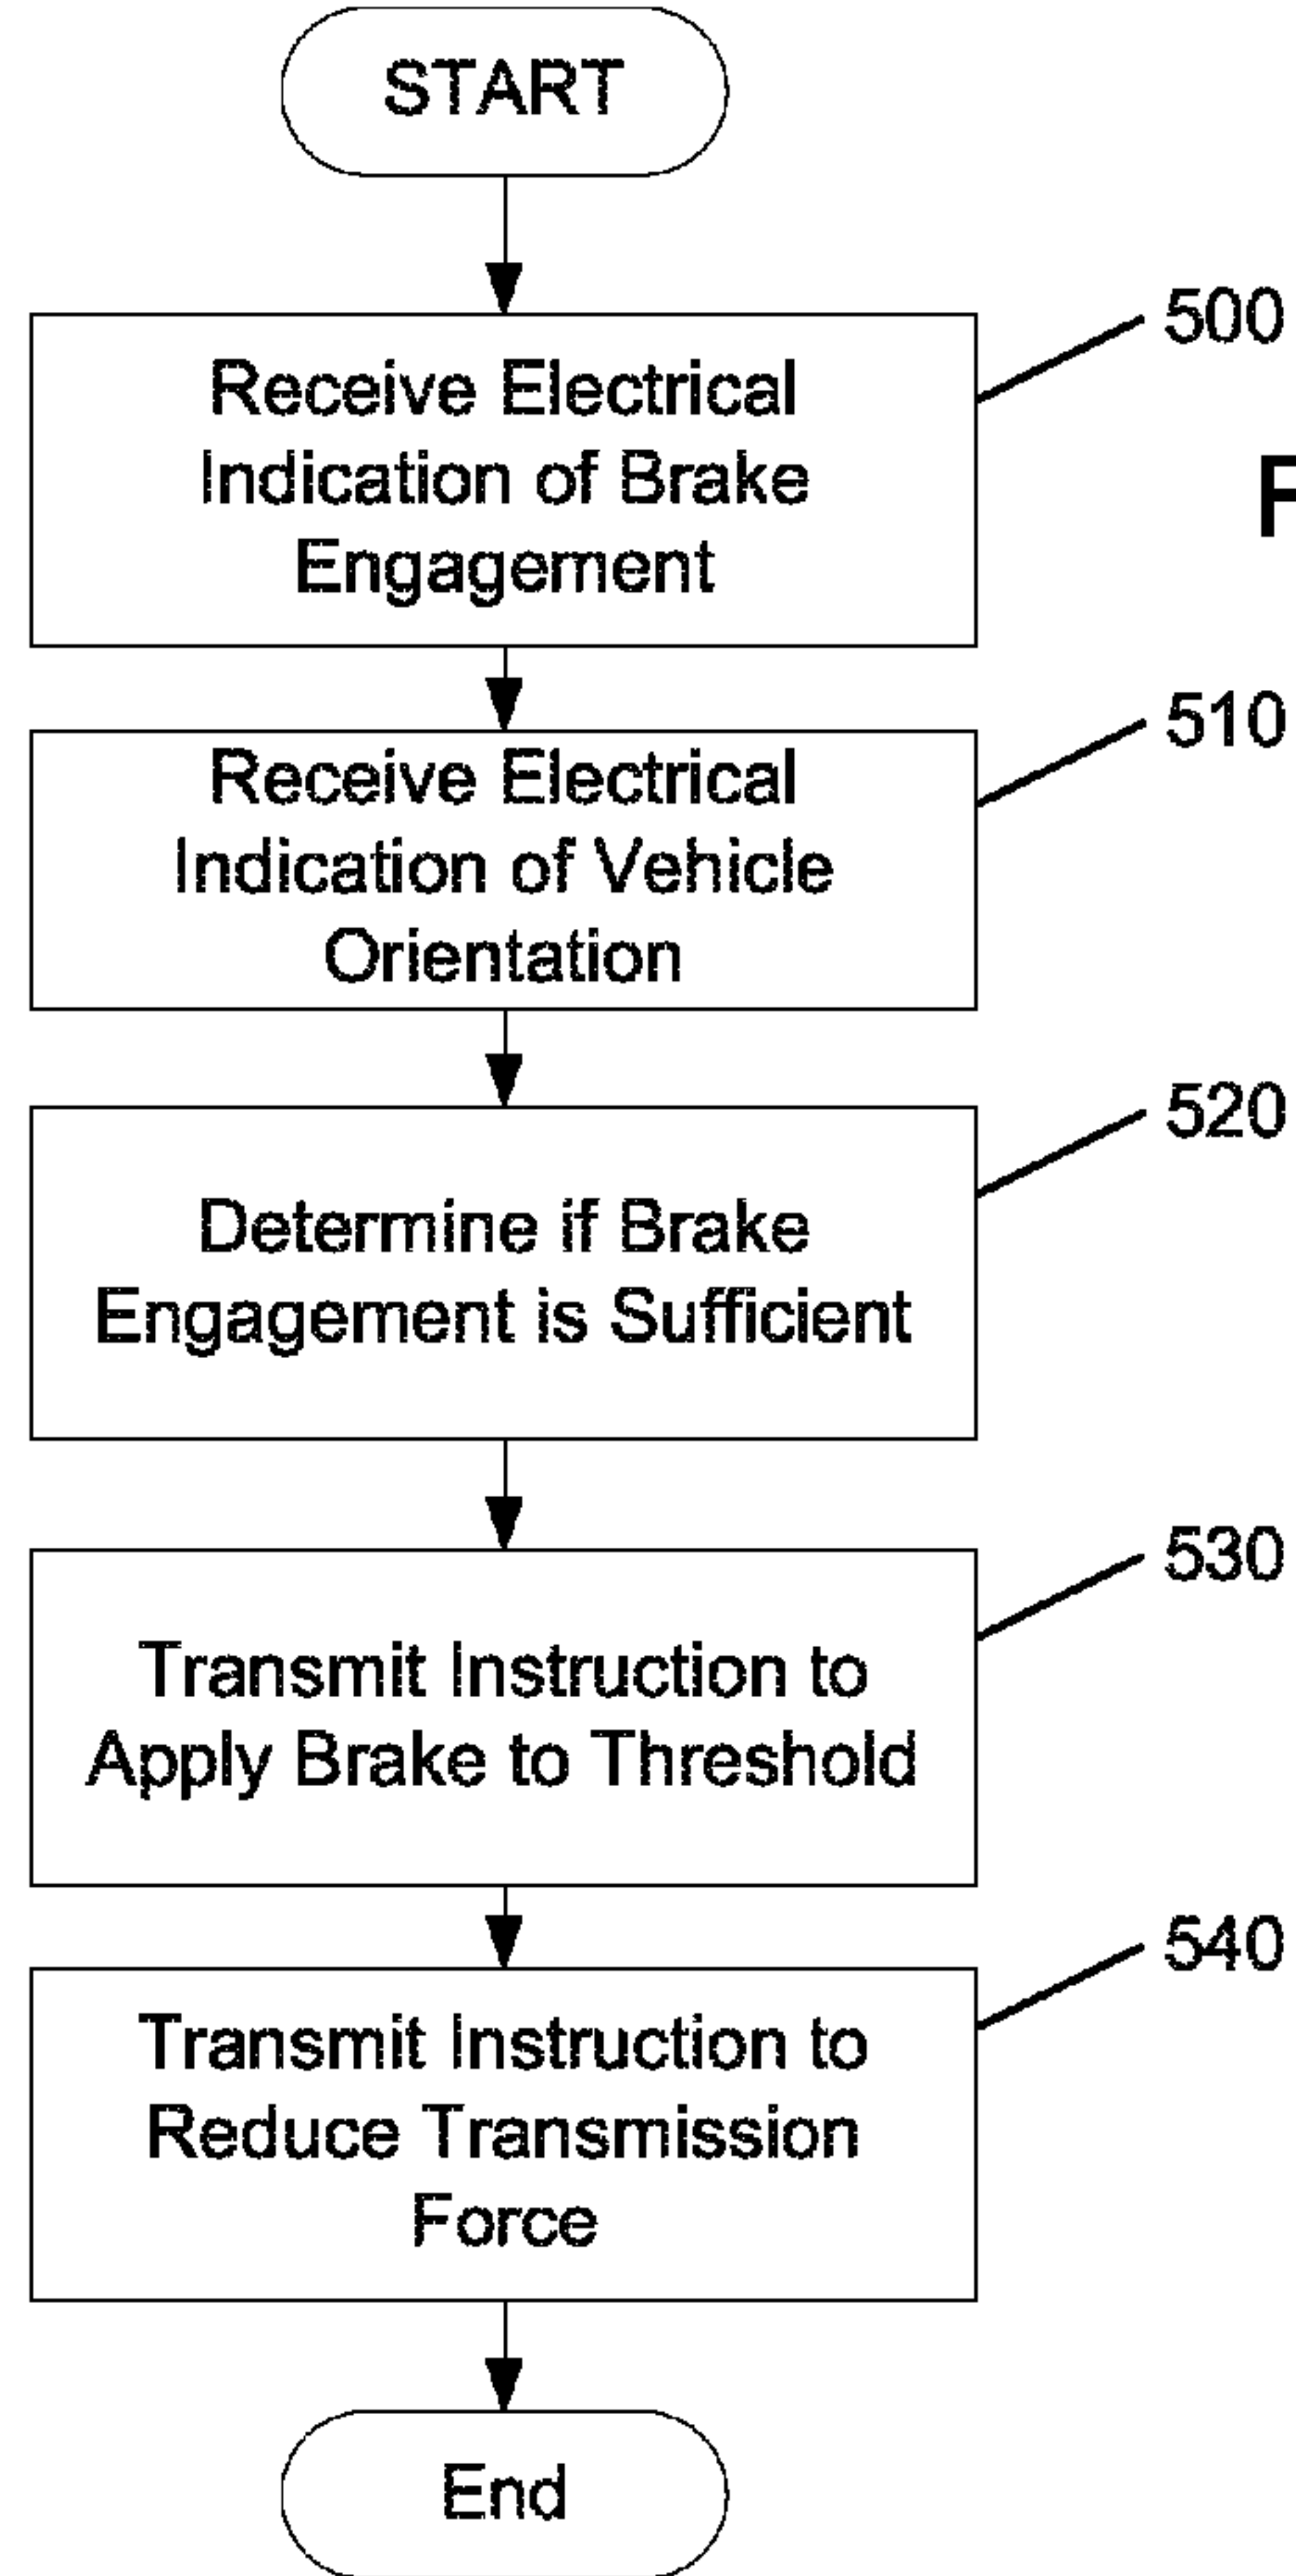 START
Receive Electrical
Indication of Brake
Engagement
500
Receive Electrical
Indication of Vehicle
Orientation
510
Determine if Brake
Engagement is Sufficient
520
Transmit Instruction to
Apply Brake to Threshold
530
Transmit Instruction to
Reduce Transmission
Force
540
End